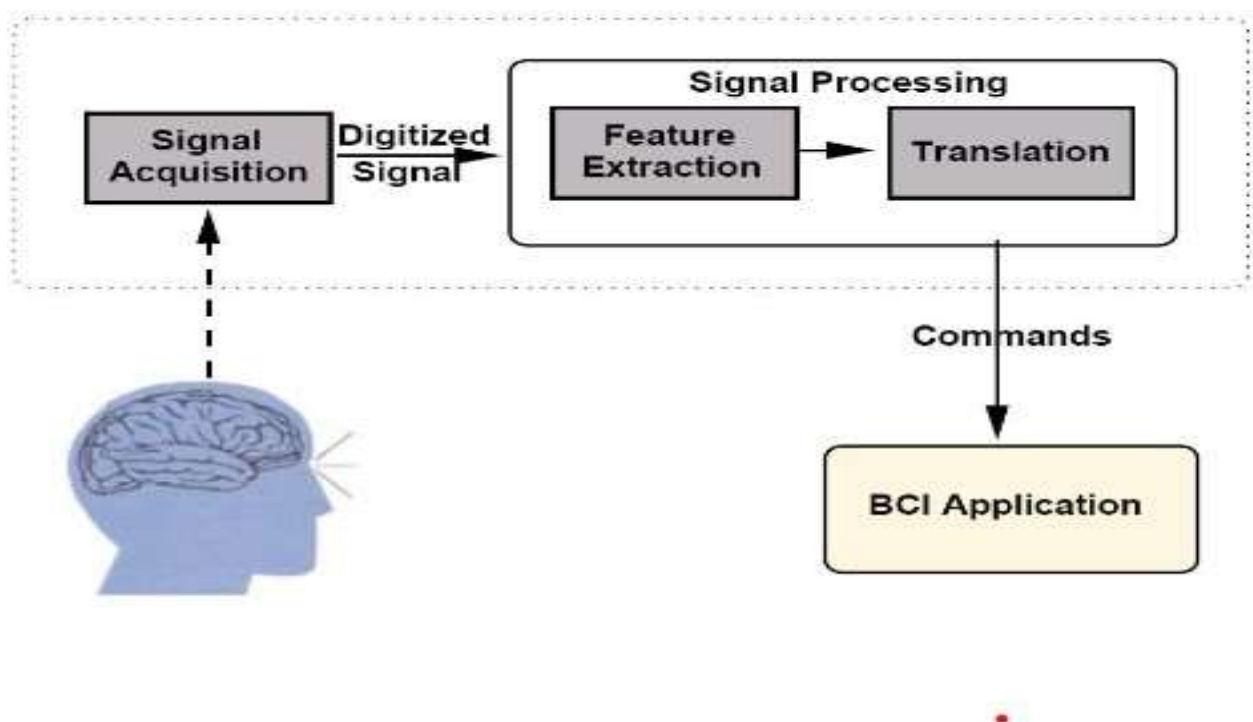 Signal Processing
Signal
Acquisition
Digitized
Signal
Feature
Extraction
Translation
Commands
BCI Application